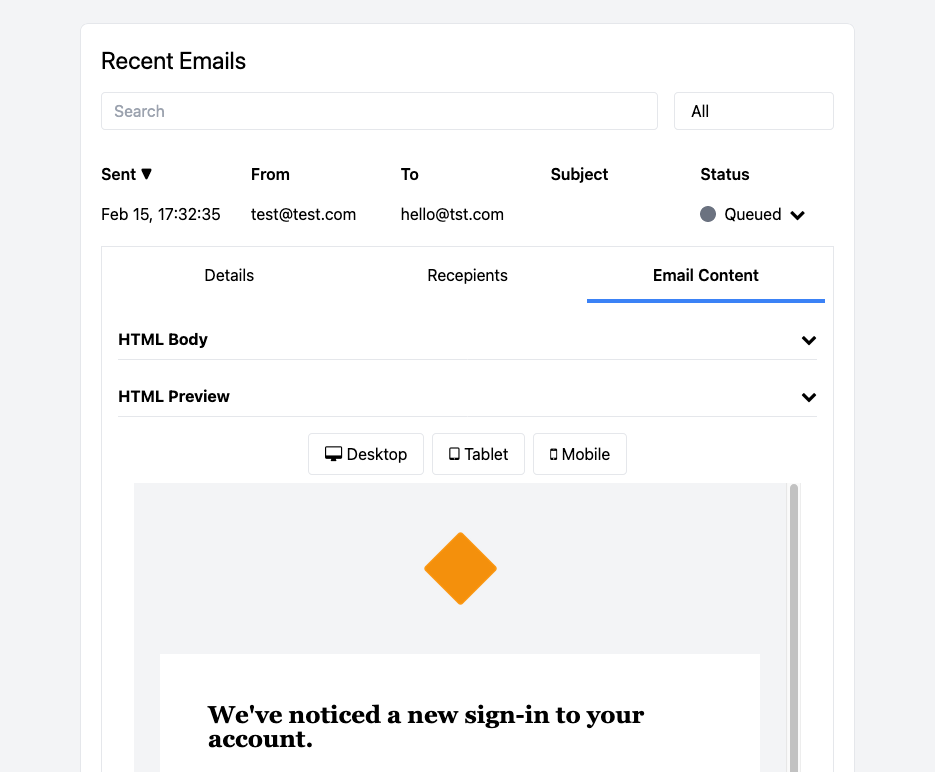 Recent Emails
Search
All
Sent ▼ From To Subject Status
Feb 15, 17:32:35 test@test.com hello@tst.com Queued
Details Recepients Email Content
HTML Body
HTML Preview
Desktop Tablet Mobile
We've noticed a new sign-in to your
account.